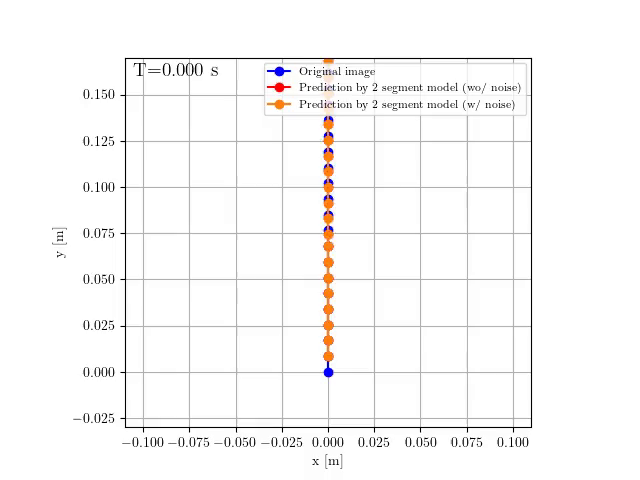 T=0.000 s
Original image
Prediction by 2 segment model (wo/ noise)
Prediction by 2 segment model (w/ noise)
0.150
0.125
0.100
0.075
0.050
0.025
0.000
−0.025
y [m]
−0.100 −0.075 −0.050 −0.025 0.000 0.025 0.050 0.075 0.100
x [m]